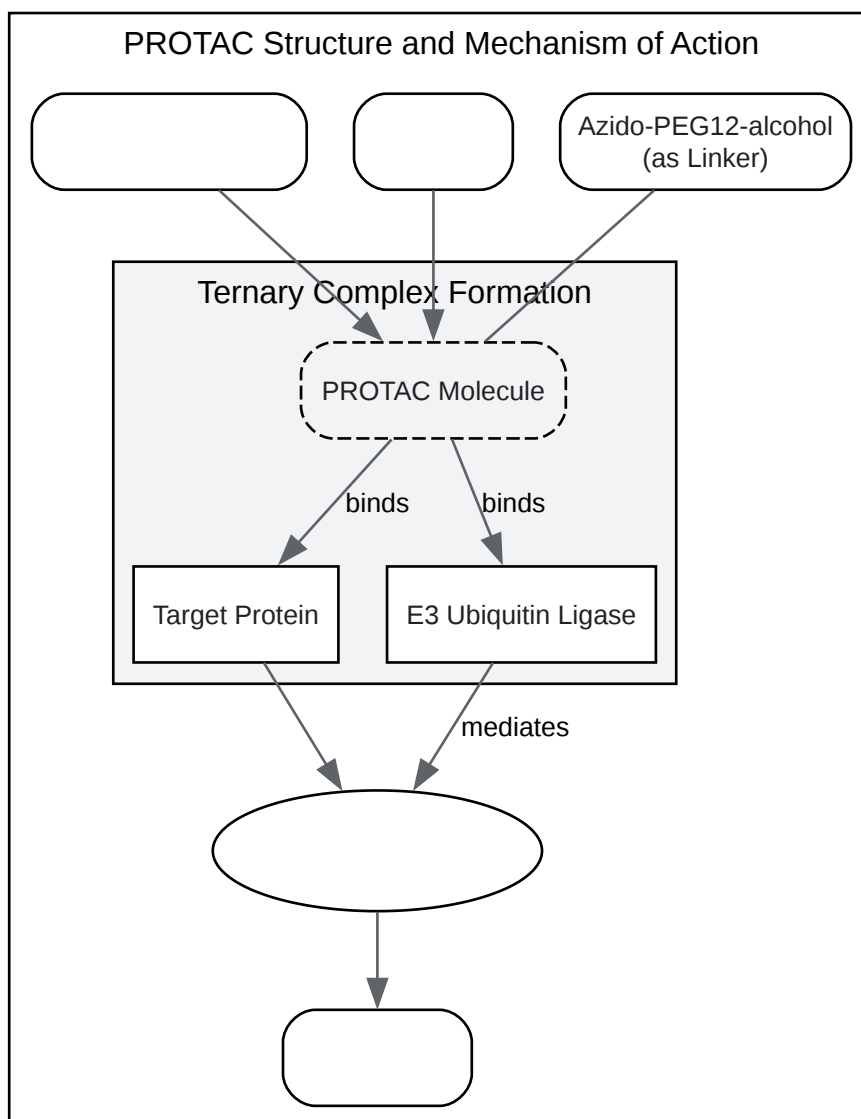 PROTAC Structure and Mechanism of Action
Azido-PEG12-alcohol
(as Linker)
Ternary Complex Formation
PROTAC Molecule
binds
binds
Target Protein
E3 Ubiquitin Ligase
mediates